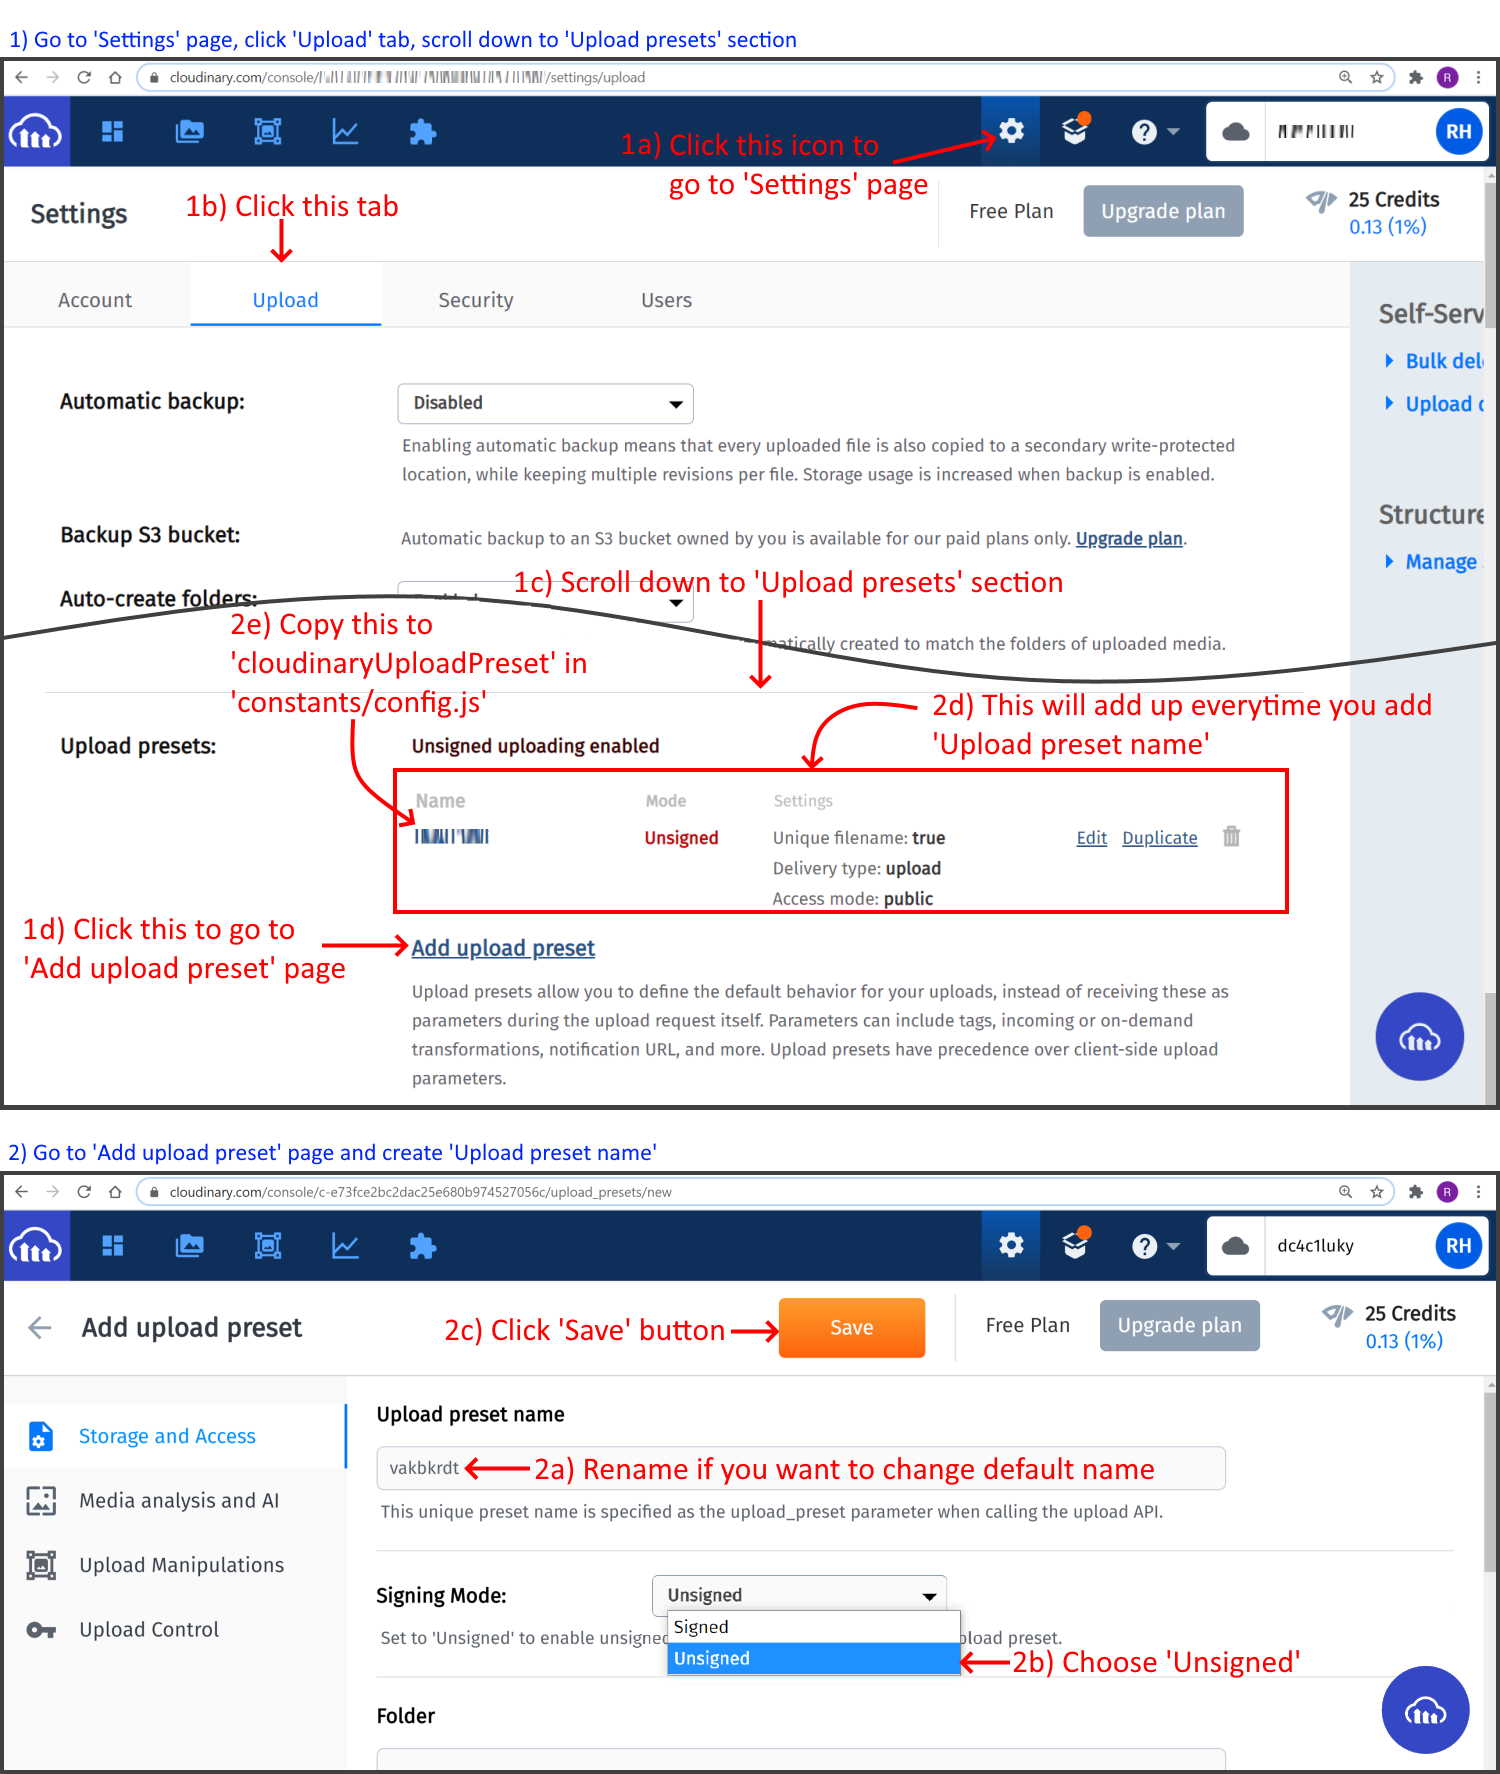 1) Go to 'Settings' page, click 'Upload' tab, scroll down to 'Upload presets' section
cloudinary.com/console/
/settings/upload
R
1a) Click this icon to
go to 'Settings' page
RH
Settings
1b) Click this tab
Free Plan
Upgrade plan
25 Credits
0.13 (1%)
Account
Upload
Security
Users
Self-Serv
Bulk del
Upload
Automatic backup:
Disabled
Enabling automatic backup means that every uploaded file is also copied to a secondary write-protected
location, while keeping multiple revisions per file. Storage usage is increased when backup is enabled.
Structure
Manage
Backup S3 bucket:
Automatic backup to an S3 bucket owned by you is available for our paid plans only. Upgrade plan.
1c) Scroll down to 'Upload presets' section
Auto-create folders:
matically created to match the folders of uploaded media.
2e) Copy this to
'cloudinaryUploadPreset' in
'constants/config.js'
2d) This will add up everytime you add
'Upload preset name'
Upload presets:
Unsigned uploading enabled
Name Mode Settings
Unsigned Unique filename: true Edit Duplicate
Delivery type: upload
Access mode: public
1d) Click this to go to
'Add upload preset' page
Add upload preset
Upload presets allow you to define the default behavior for your uploads, instead of receiving these as
parameters during the upload request itself. Parameters can include tags, incoming or on-demand
transformations, notification URL, and more. Upload presets have precedence over client-side upload
parameters.
2) Go to 'Add upload preset' page and create 'Upload preset name'
cloudinary.com/console/c-e73fce2bc2dac25e680b974527056c/upload_presets/new
R
dc4c1luky
RH
Add upload preset
2c) Click 'Save' button
Save
Free Plan
Upgrade plan
25 Credits
0.13 (1%)
Storage and Access
Media analysis and AI
Upload Manipulations
Upload Control
Upload preset name
vakbkrdt
2a) Rename if you want to change default name
This unique preset name is specified as the upload_preset parameter when calling the upload API.
Signing Mode:
Unsigned
Signed
Unsigned
Set to 'Unsigned' to enable unsigned
pload preset.
2b) Choose 'Unsigned'
Folder